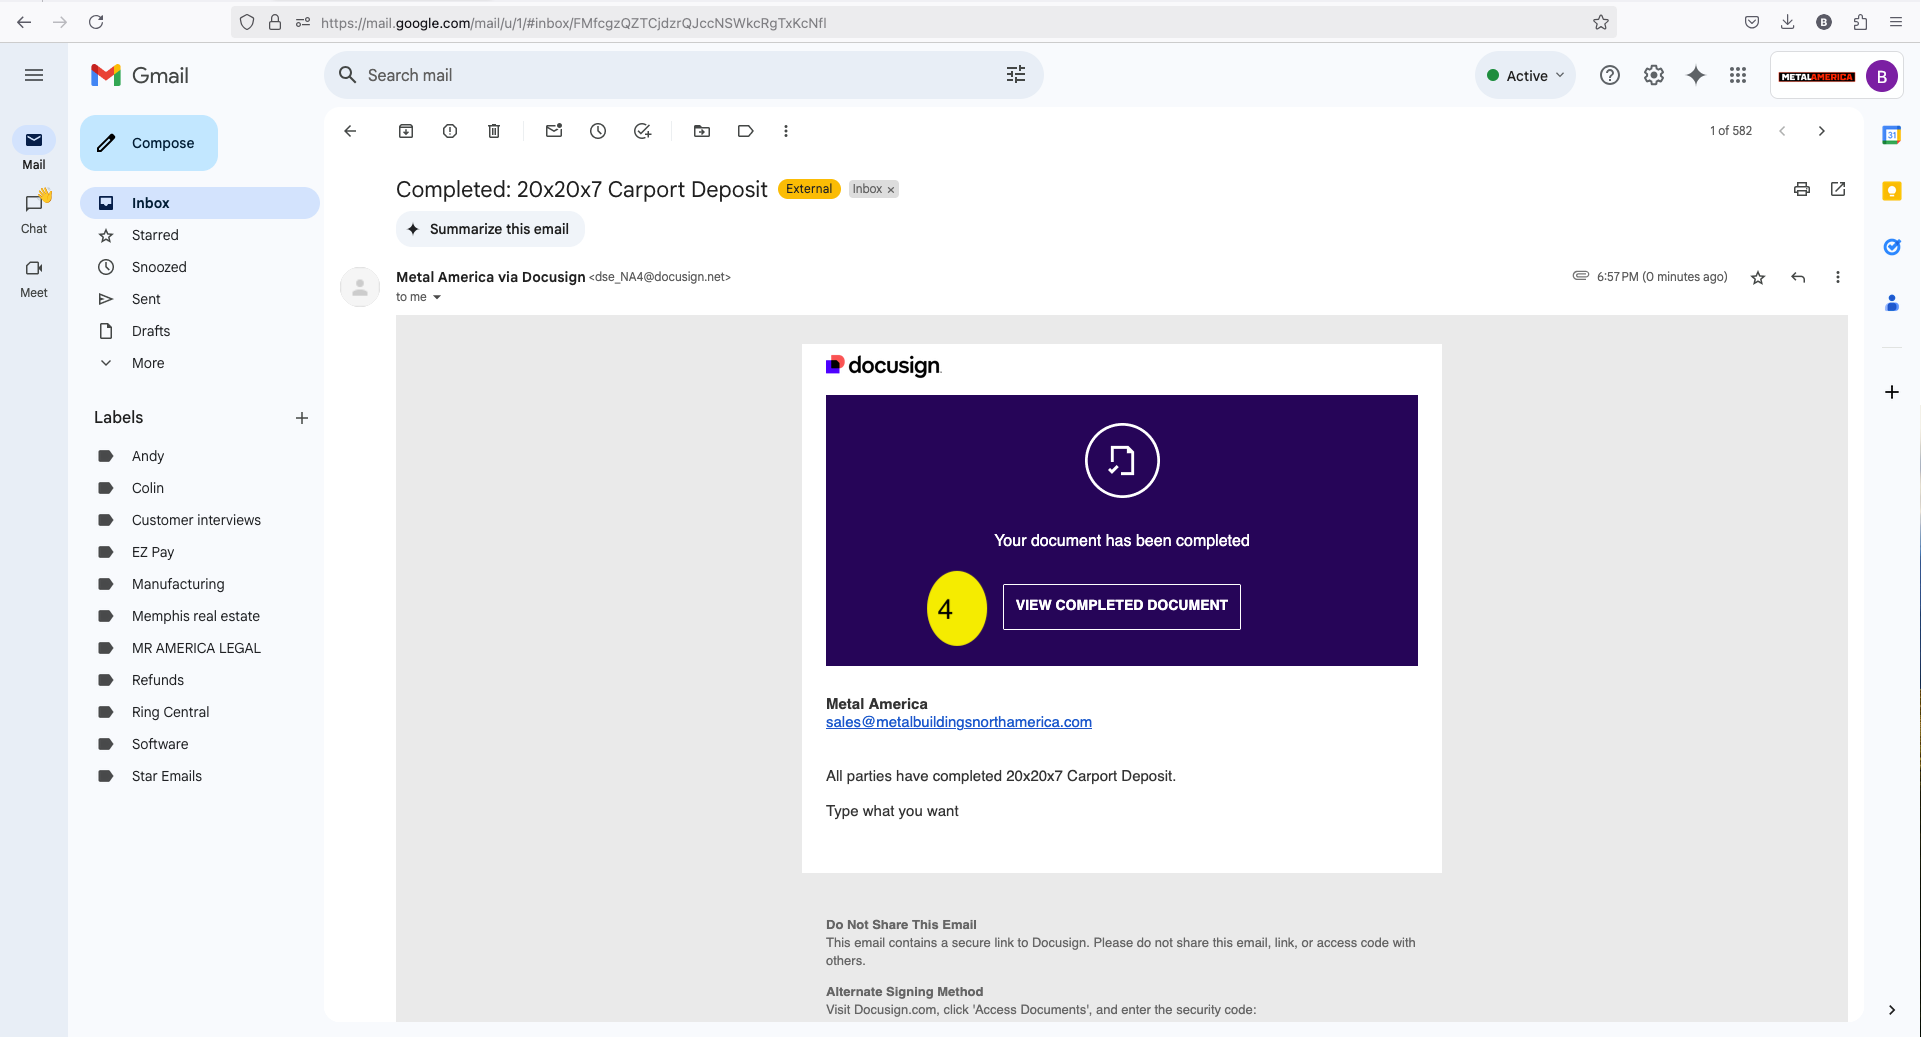 https://mail.google.com/mail/u/1/#inbox/FMfcgzQZTCjdzrQJccNSWkcRgTxKcNfl
B
Gmail
Search mail
Active
METALAMERICA
B
Mail
Chat
Meet
Compose
Inbox
Starred
Snoozed
Sent
Drafts
More
Labels
Andy
Colin
Customer interviews
EZ Pay
Manufacturing
Memphis real estate
MR AMERICA LEGAL
Refunds
Ring Central
Software
Star Emails
1 of 582
31
Completed: 20x20x7 Carport Deposit External Inbox ×
Summarize this email
Metal America via Docusign <dse_NA4@docusign.net>
6:57 PM (0 minutes ago)
to me
docusign
Your document has been completed
4
VIEW COMPLETED DOCUMENT
Metal America
sales@metalbuildingsnorthamerica.com
All parties have completed 20x20x7 Carport Deposit.
Type what you want
Do Not Share This Email
This email contains a secure link to Docusign. Please do not share this email, link, or access code with
others.
Alternate Signing Method
Visit Docusign.com, click 'Access Documents', and enter the security code: